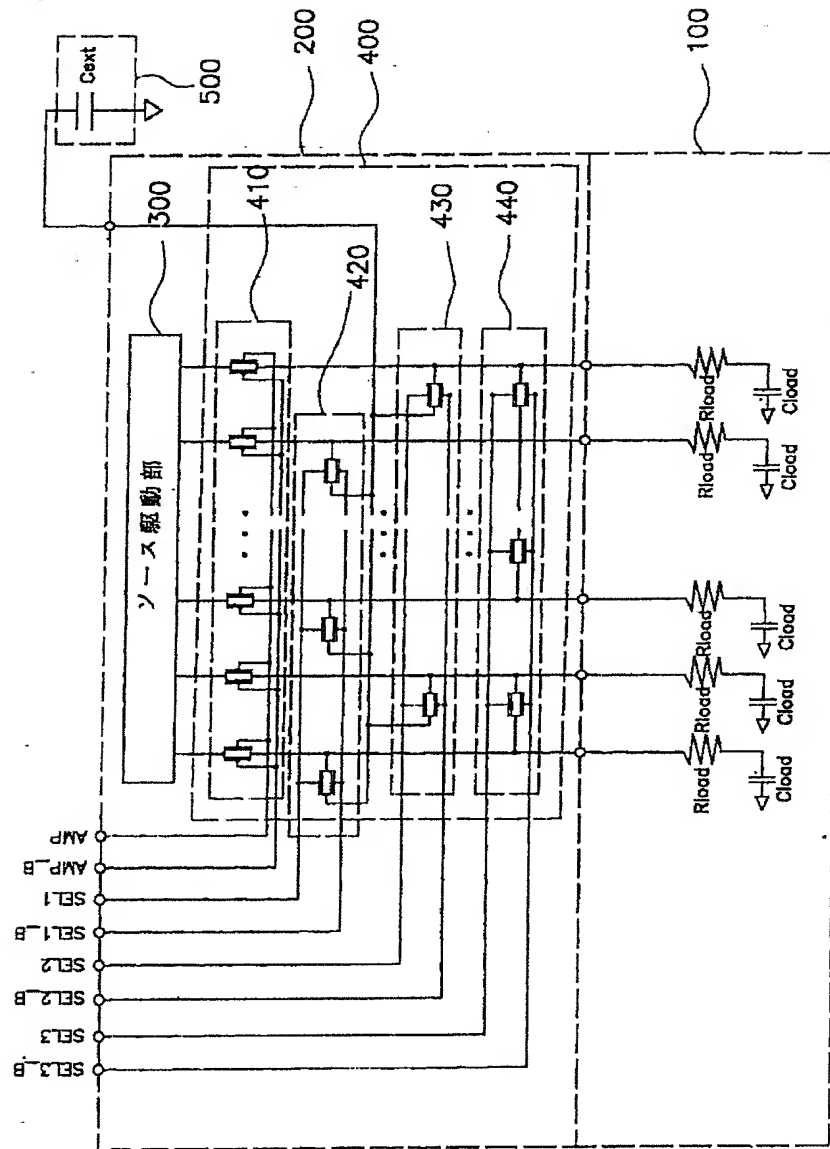 Cext
500
200
400
300
410
420
430
440
100
ソース駆動部
AMP
AMP_B
SEL1
SEL1_B
SEL2
SEL2_B
SEL3
SEL3_B
Rload
Cload
Rload
Cload
Rload
Cload
Rload
Cload
Rload
Cload